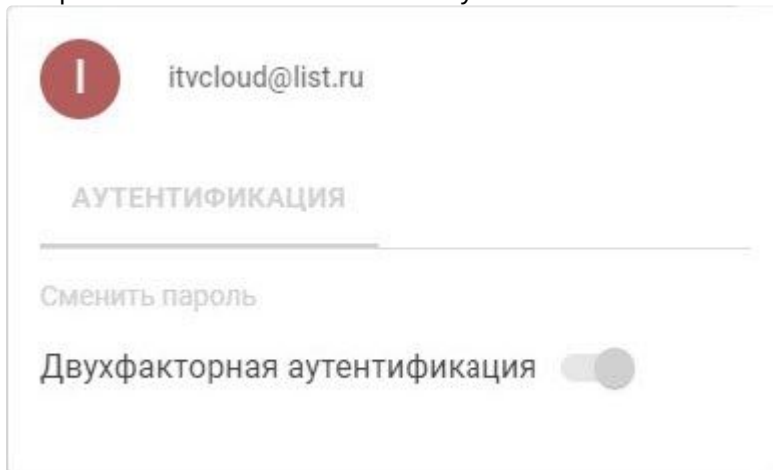 I
itvcloud@list.ru
АУТЕНТИФИКАЦИЯ
Сменить пароль
Двухфакторная аутентификация